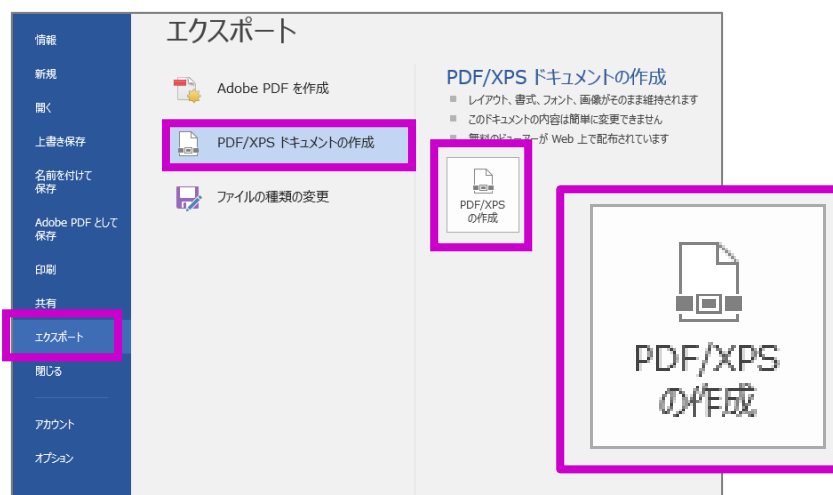 情報
新規
開く
上書き保存
名前を付けて
保存
Adobe PDF として
保存
印刷
共有
エクスポート
閉じる
アカウント
オプション
エクスポート
Adobe PDF を作成
PDF/XPS ドキュメントの作成
ファイルの種類の変更
PDF/XPS ドキュメントの作成
レイアウト、書式、フォント、画像がそのまま維持されます
このドキュメントの内容は簡単に変更できません
無料のビューアーが Web 上で配布されています
PDF/XPS
の作成
PDF/XPS
の作成